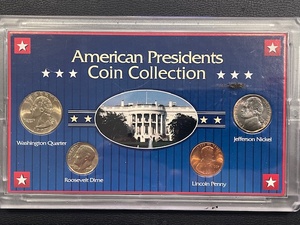 American Presidents
Coin Collection
Washington Quarter
Jefferson Nickel
Roosevelt Dime
Lincoln Penny